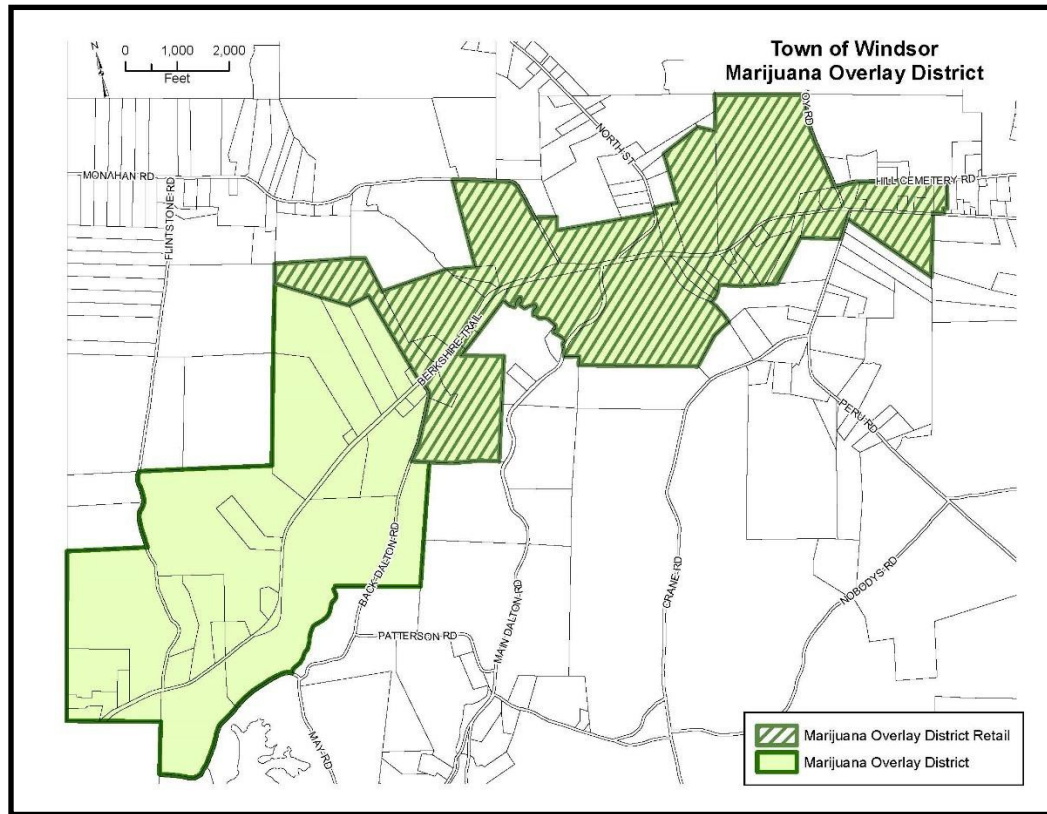 Town of Windsor
Marijuana Overlay District
N
0 1,000 2,000
Feet
NORTH ST
MONAHAN RD
HILL CEMETERY RD
FLINTSTONE RD
BERKSHIRE TRAIL
PERU RD
BACK DALTON RD
MAIN DALTON RD
CRANE RD
NOBODYS RD
PATTERSON RD
MAY RD
Marijuana Overlay District Retail
Marijuana Overlay District